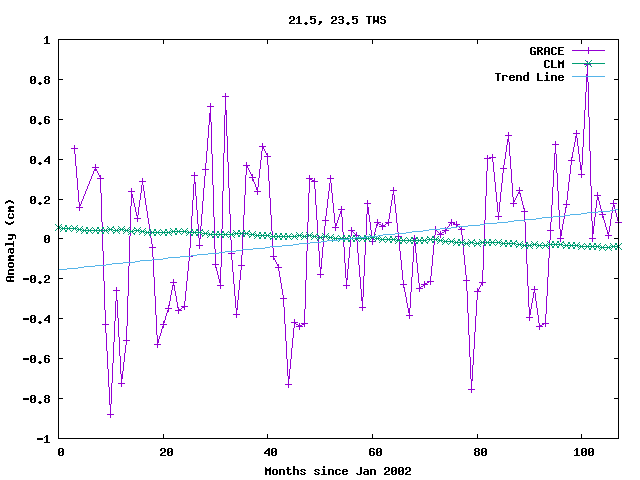 21.5, 23.5 TWS
GRACE
CLM
Trend Line
1
0.8
0.6
0.4
0.2
0
-0.2
-0.4
-0.6
-0.8
-1
Anomaly (cm)
0 20 40 60 80 100
Months since Jan 2002